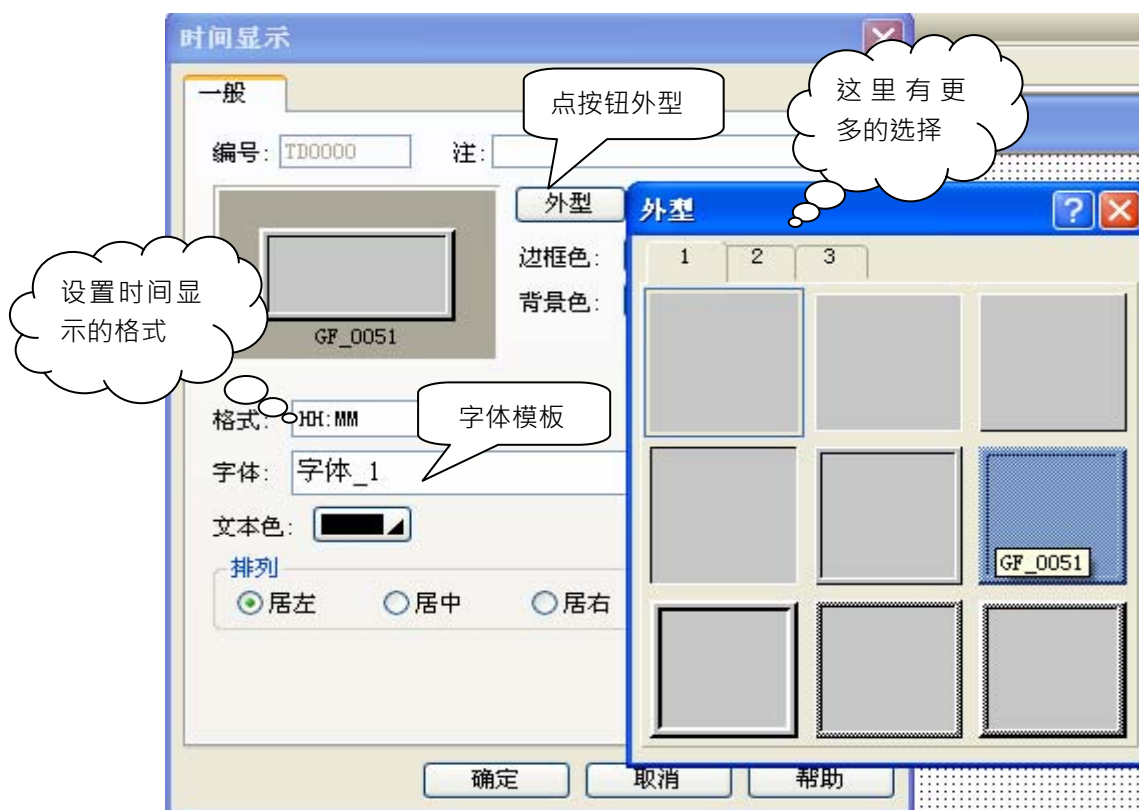 时间显示
一般
点按钮外型
这里有更
多的选择
编号: TD0000 注:
外型
外型
边框色:
1 2 3
背景色:
设置时间显
示的格式
GF_0051
格式: HH:MM
字体模板
字体: 字体_1
文本色:
GF_0051
排列
居左 居中 居右
确定 取消 帮助